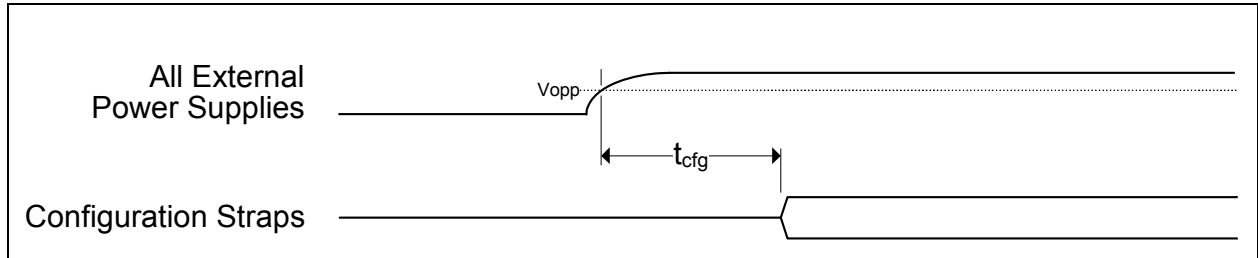 All External
Power Supplies
Vopp
tcfg
Configuration Straps